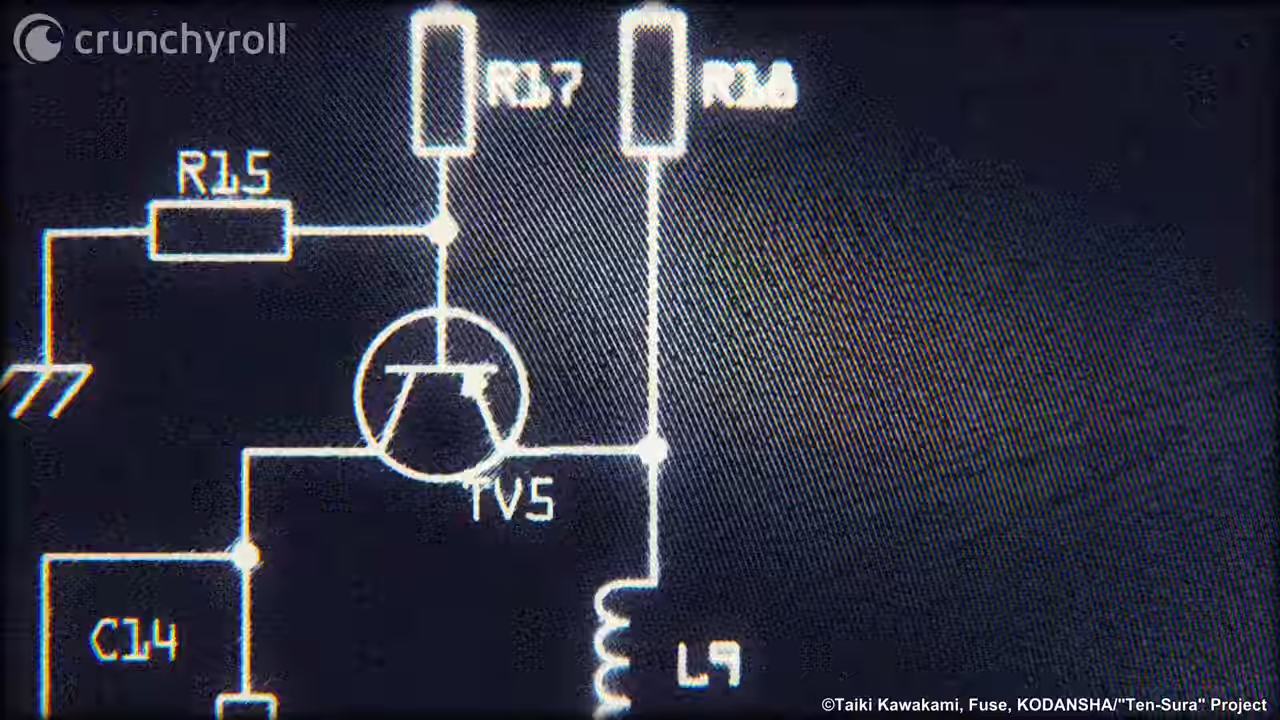 crunchyroll
R17
R16
R15
TV5
C14
L9
©Taiki Kawakami, Fuse, KODANSHA/"Ten-Sura" Project